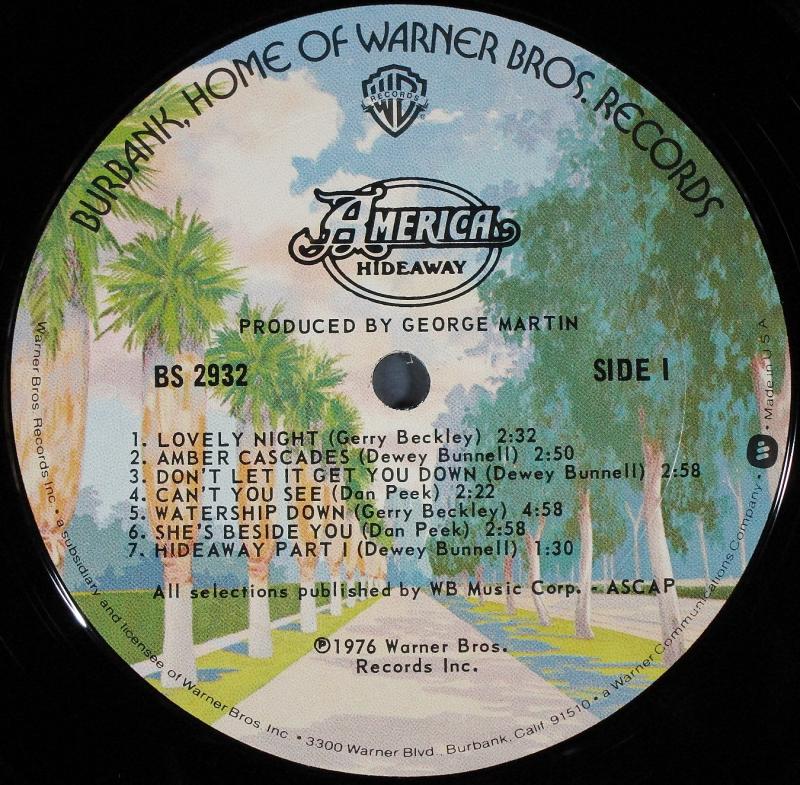 BURBANK, HOME OF WARNER BROS. RECORDS
WB
RECORDS
AMERICA
HIDEAWAY
PRODUCED BY GEORGE MARTIN
BS 2932
SIDE 1
1. LOVELY NIGHT (Gerry Beckley) 2:32
2. AMBER CASCADES (Dewey Bunnell) 2:50
3. DON'T LET IT GET YOU DOWN (Dewey Bunnell) 2:58
4. CAN'T YOU SEE (Dan Peek) 2:22
5. WATERSHIP DOWN (Gerry Beckley) 4:58
6. SHE'S BESIDE YOU (Dan Peek) 2:58
7. HIDEAWAY PART I (Dewey Bunnell) 1:30
All selections published by WB Music Corp. - ASCAP
℗1976 Warner Bros.
Records Inc.
Warner Bros. Records Inc. • a subsidiary and licensee of Warner Bros. Inc. • 3300 Warner Blvd., Burbank, Calif. 91510 • a Warner Communications Company • Made in U S A